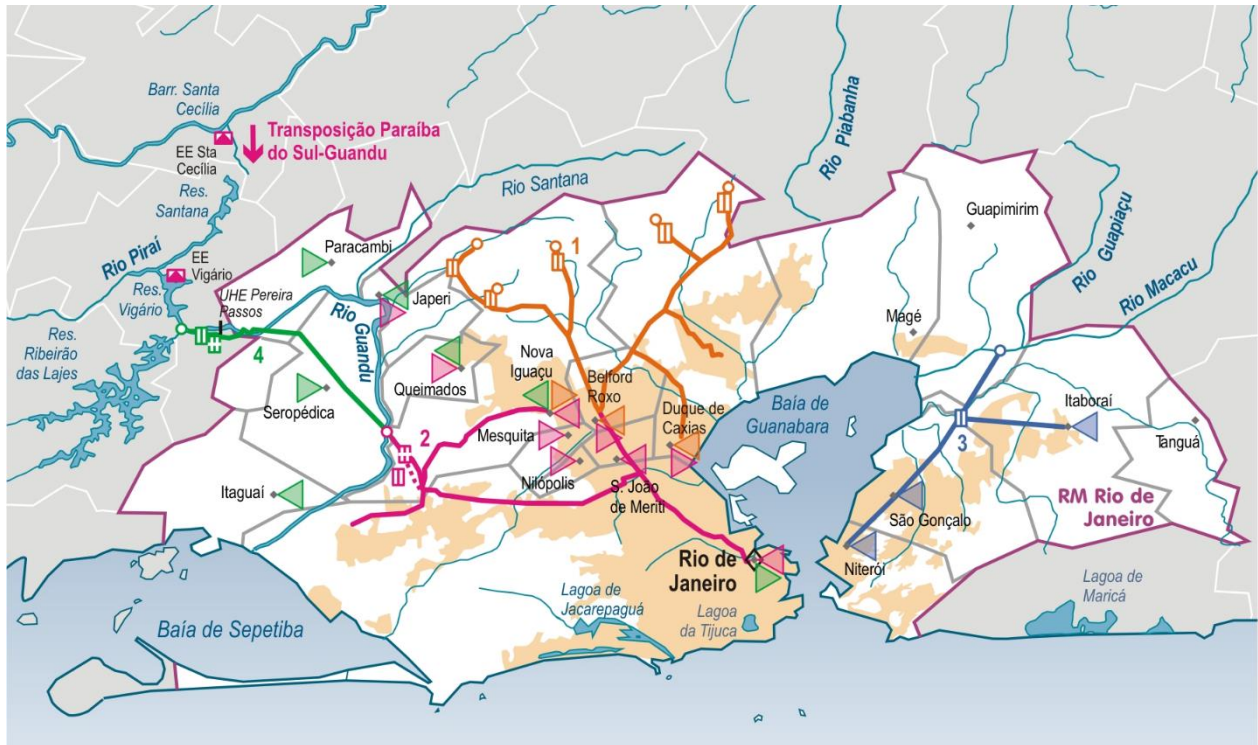 Barr. Santa
Cecília
EE Sta
Cecília
Transposição Paraíba
do Sul-Guandu
Res.
Santana
Rio Piraí
EE
Vigário
Res.
Vigário
UHE Pereira
Passos
Res.
Ribeirão
das Lajes
4
Rio Santana
Paracambi
Japeri
Rio Guandu
Queimados
Seropédica
Itaguaí
2
1
Nova
Iguaçu
Belford
Roxo
Mesquita
Nilópolis
Duque de
Caxias
S. João
de Meriti
Rio de
Janeiro
Lagoa de
Jacarepaguá
Lagoa
da Tijuca
Baía de Sepetiba
Rio Piabanha
Guapimirim
Rio Guapiaçu
Rio Macacu
Magé
Baía de
Guanabara
3
Itaboraí
Tanguá
São Gonçalo
Niterói
RM Rio de
Janeiro
Lagoa de
Maricá